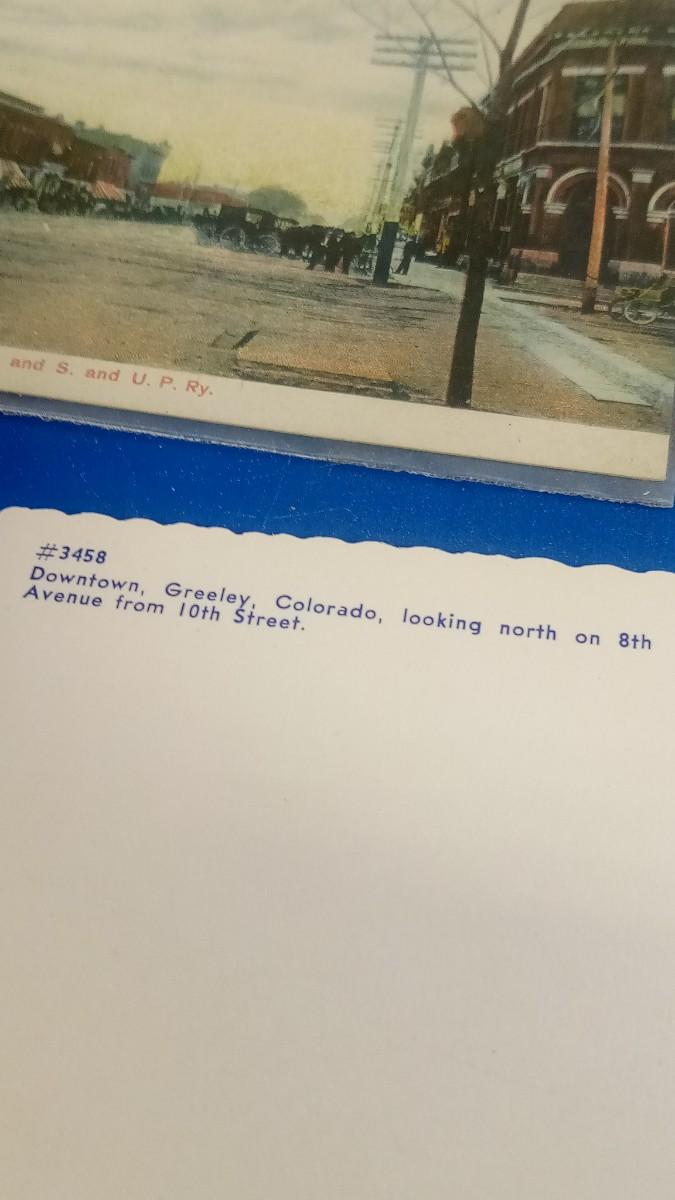 and S. and U. P. Ry.
#3458
Downtown, Greeley, Colorado, looking north on 8th
Avenue from 10th Street.